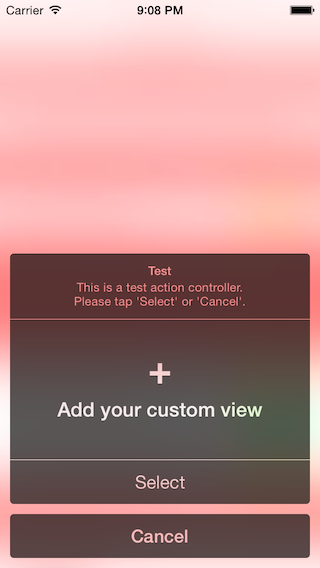 Carrier 9:08 PM
Test
This is a test action controller.
Please tap 'Select' or 'Cancel'.
+
Add your custom view
Select
Cancel